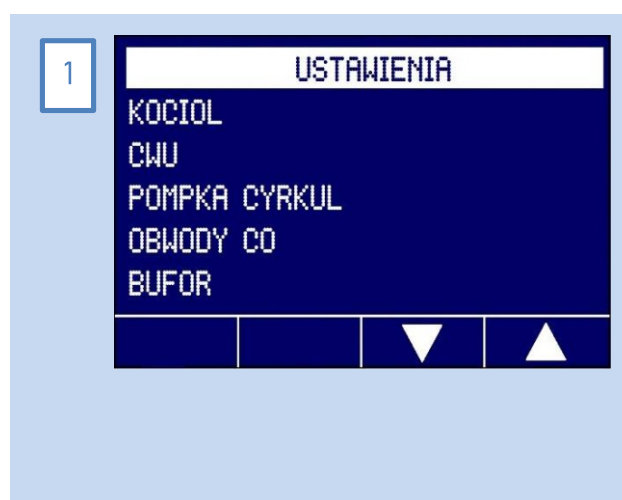 1
USTAWIENIA
KOCIOL
CWU
POMPKA CYRKUL
OBWODY CO
BUFOR